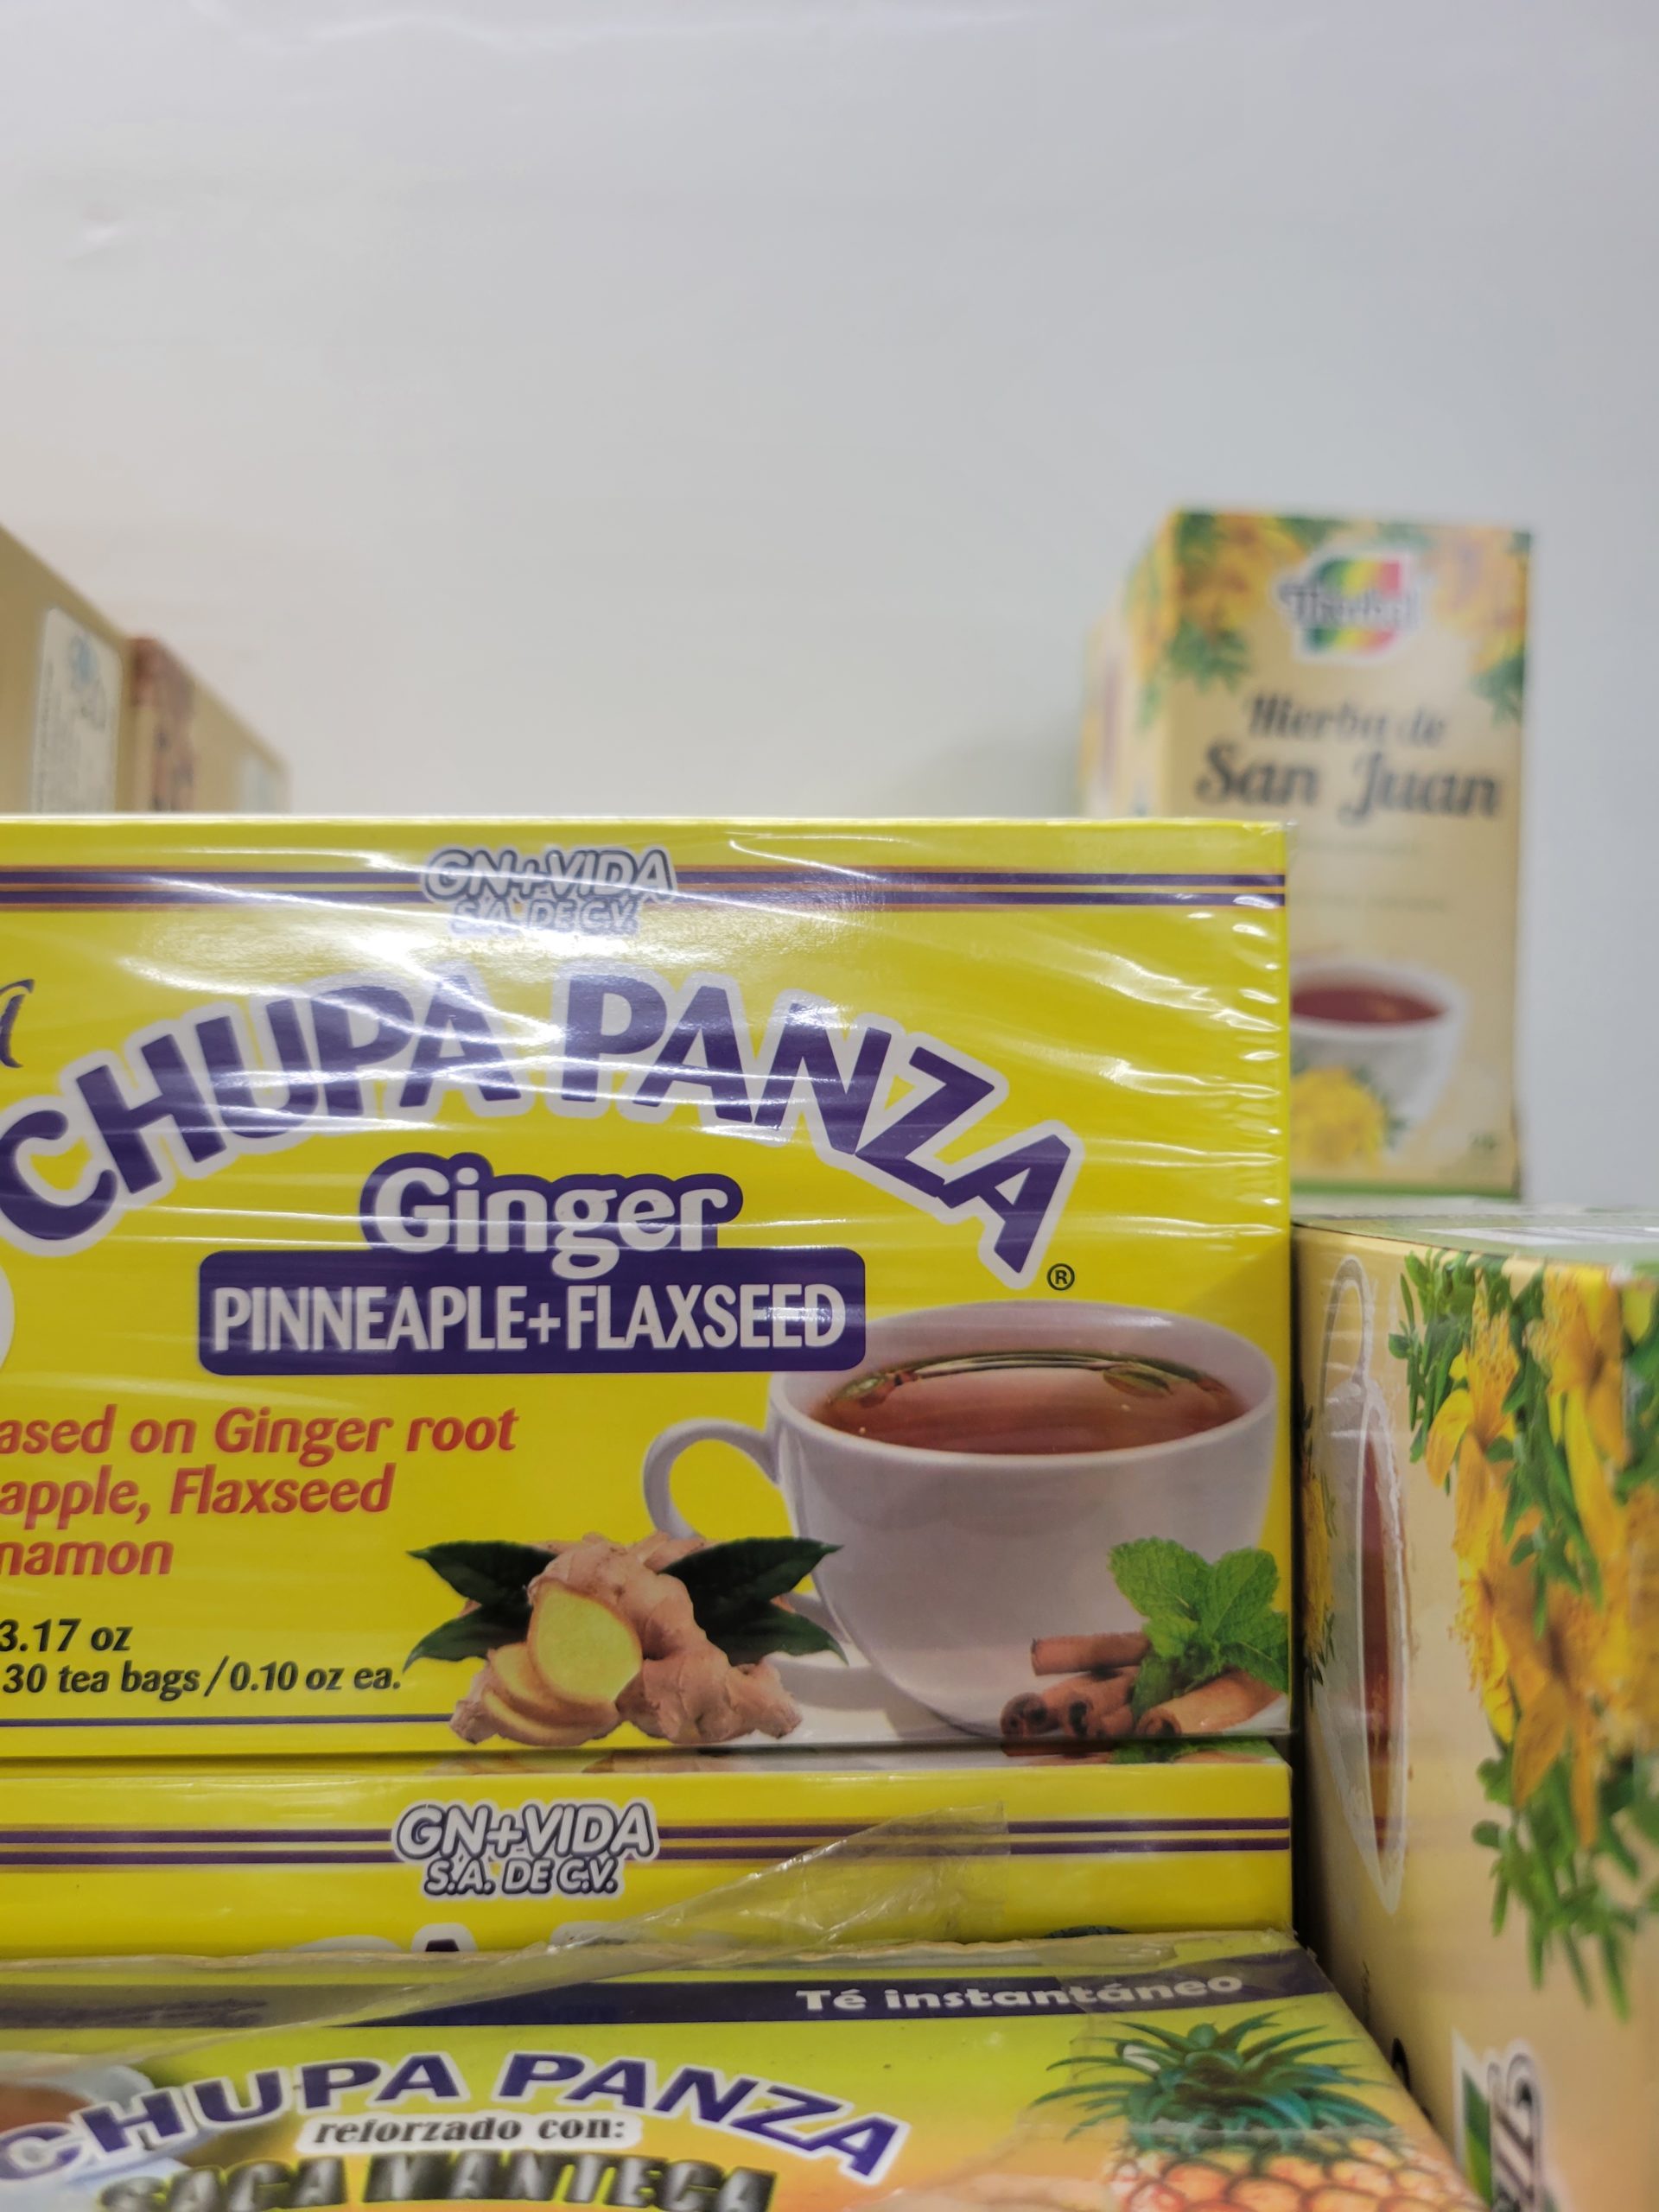 Hierba de
San Juan
GN+VIDA
S.A. DE C.V.
CHUPA PANZA
®
Ginger
PINNEAPLE+FLAXSEED
ased on Ginger root
apple, Flaxseed
namon
3.17 oz
30 tea bags / 0.10 oz ea.
GN+VIDA
S.A. DE C.V.
Té instantáneo
CHUPA PANZA
reforzado con:
SACA MANTECA